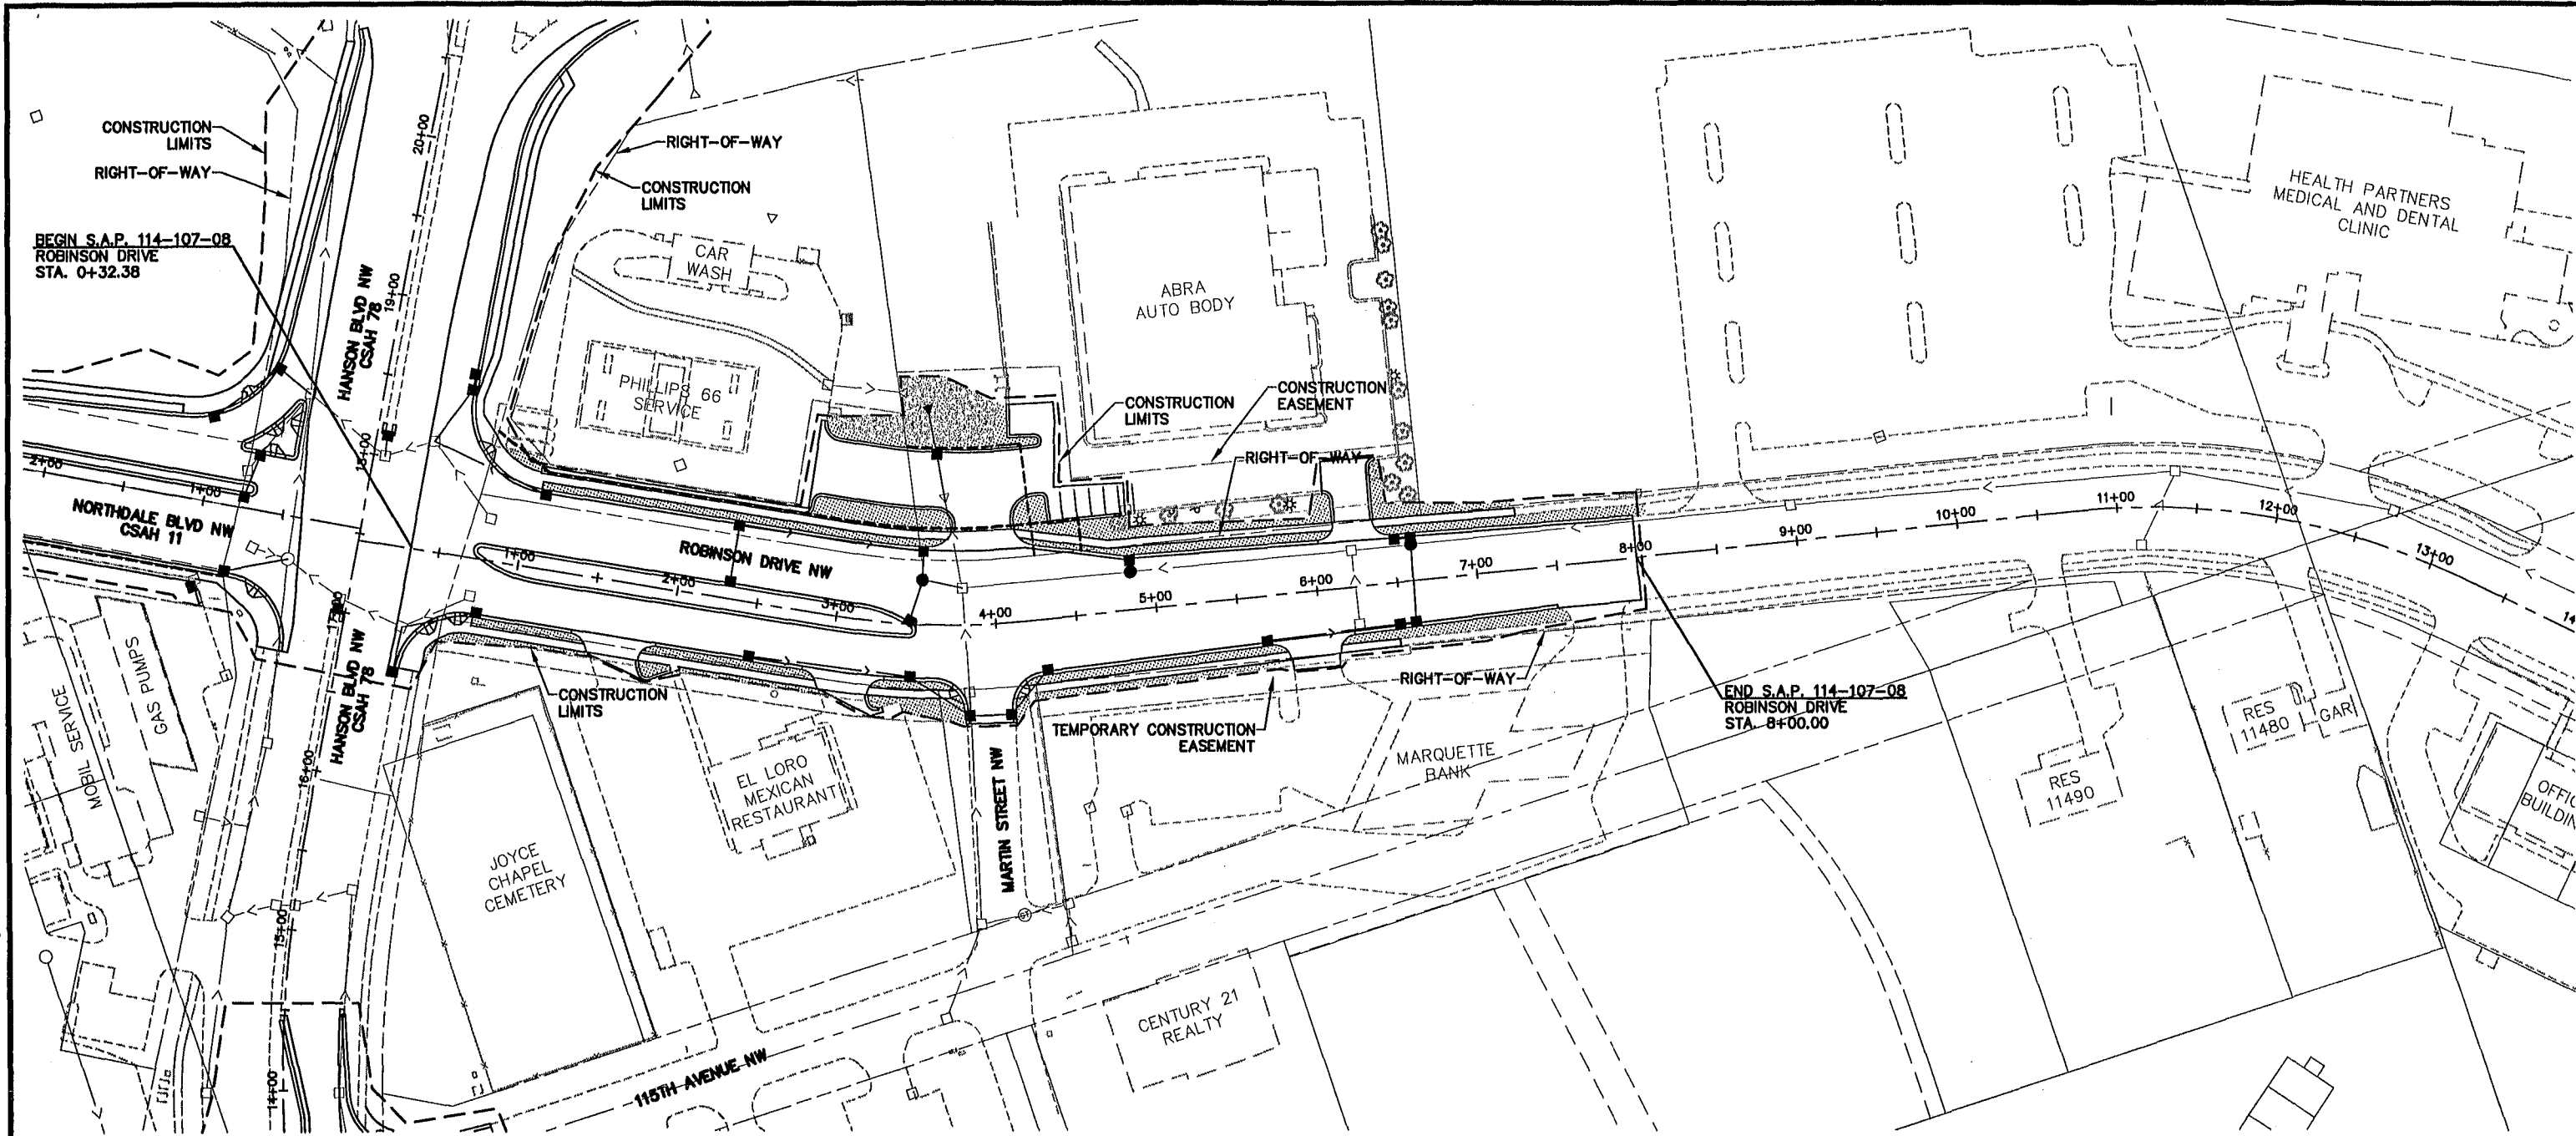 CONSTRUCTION
LIMITS
RIGHT-OF-WAY
BEGIN S.A.P. 114-107-08
ROBINSON DRIVE
STA. 0+32.38
HANSON BLVD NW
CSAH 78
20+00
19+00
18+00
17+00
16+00
15+00
14+00
RIGHT-OF-WAY
CONSTRUCTION
LIMITS
CAR
WASH
PHILLIPS 66
SERVICE
ABRA
AUTO BODY
CONSTRUCTION
LIMITS
CONSTRUCTION
EASEMENT
RIGHT-OF-WAY
HEALTH PARTNERS
MEDICAL AND DENTAL
CLINIC
2+00
1+00
NORTHDALE BLVD NW
CSAH 11
ROBINSON DRIVE NW
1+00
2+00
3+00
4+00
5+00
6+00
7+00
8+00
9+00
10+00
11+00
12+00
13+00
14
HANSON BLVD NW
CSAH 78
MOBIL SERVICE
GAS PUMPS
CONSTRUCTION
LIMITS
JOYCE
CHAPEL
CEMETERY
EL LORO
MEXICAN
RESTAURANT
MARTIN STREET NW
TEMPORARY CONSTRUCTION
EASEMENT
RIGHT-OF-WAY
MARQUETTE
BANK
END S.A.P. 114-107-08
ROBINSON DRIVE
STA. 8+00.00
RES
11490
RES
11480
GAR
OFFIC
BUILDIN
CENTURY 21
REALTY
115TH AVENUE NW